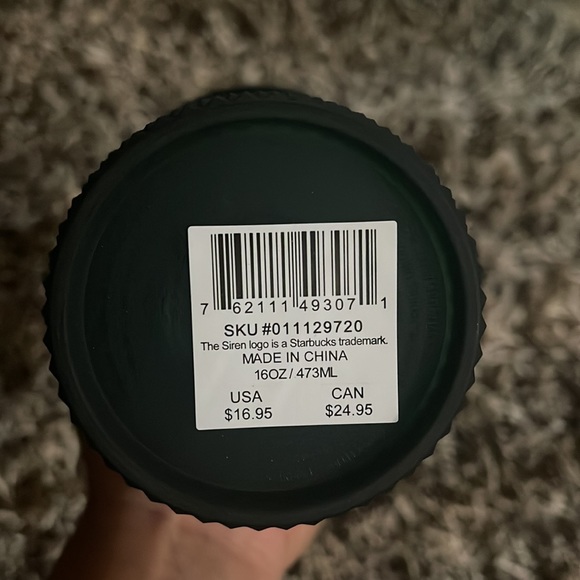 7 62111 49307 1
SKU #011129720
The Siren logo is a Starbucks trademark.
MADE IN CHINA
16OZ / 473ML
USA CAN
$16.95 $24.95